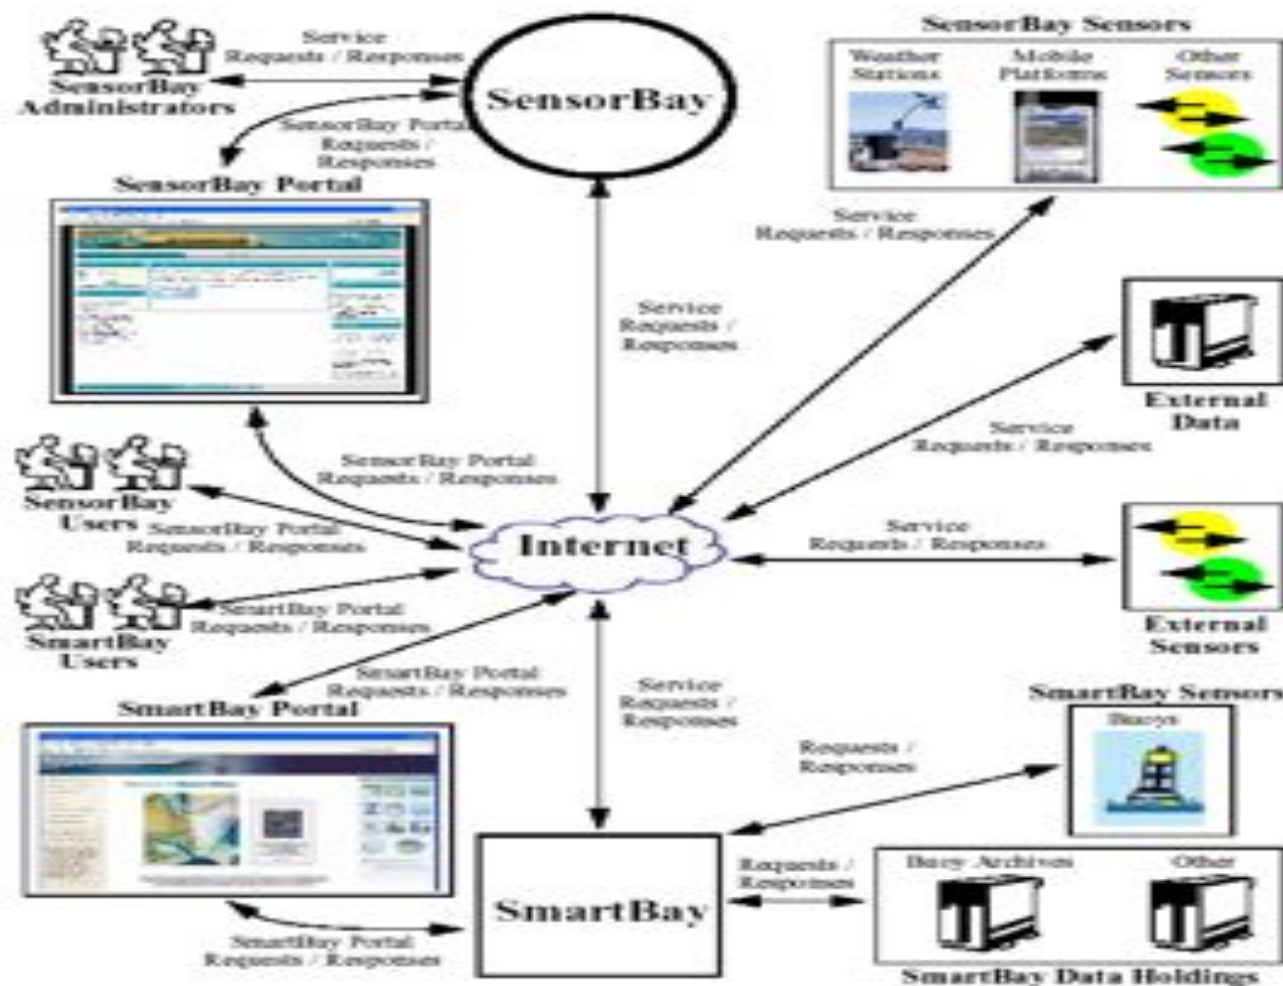 Service
Requests / Responses
SensorBay
Administrators
SensorBay
SensorBay Portal
Requests /
Responses
SensorBay Portal
SensorBay Sensors
Weather
Stations
Mobile
Platforms
Other
Sensors
Service
Requests / Responses
Service
Requests /
Responses
External
Data
Service
Requests / Responses
SensorBay Portal
Requests / Responses
SensorBay
Users
SensorBay Portal
Requests / Responses
Internet
Service
Requests / Responses
External
Sensors
SmartBay
Users
SmartBay Portal
Requests / Responses
SmartBay Portal
Requests / Responses
SmartBay Portal
Service
Requests /
Responses
SmartBay Sensors
Buoys
Requests /
Responses
SmartBay
Requests /
Responses
Buoy Archives
Other
SmartBay Data Holdings
SmartBay Portal
Requests / Responses